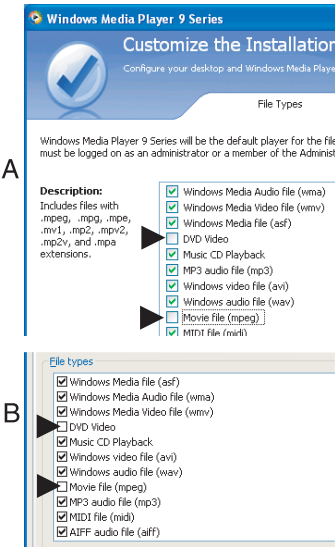 Windows Media Player 9 Series
Customize the Installation
Configure your desktop and Windows Media Playe
File Types
Windows Media Player 9 Series will be the default player for the file
must be logged on as an administrator or a member of the Administ
A
Description:
Includes files with
.mpeg, .mpg, .mpe,
.mv1, .mp2, .mpv2,
.mp2v, and .mpa
extensions.
Windows Media Audio file (wma)
Windows Media Video file (wmv)
Windows Media file (asf)
DVD Video
Music CD Playback
MP3 audio file (mp3)
Windows video file (avi)
Windows audio file (wav)
Movie file (mpeg)
MIDI file (midi)
B
File types
Windows Media file (asf)
Windows Media Audio file (wma)
Windows Media Video file (wmv)
DVD Video
Music CD Playback
Windows video file (avi)
Windows audio file (wav)
Movie file (mpeg)
MP3 audio file (mp3)
MIDI file (midi)
AIFF audio file (aiff)